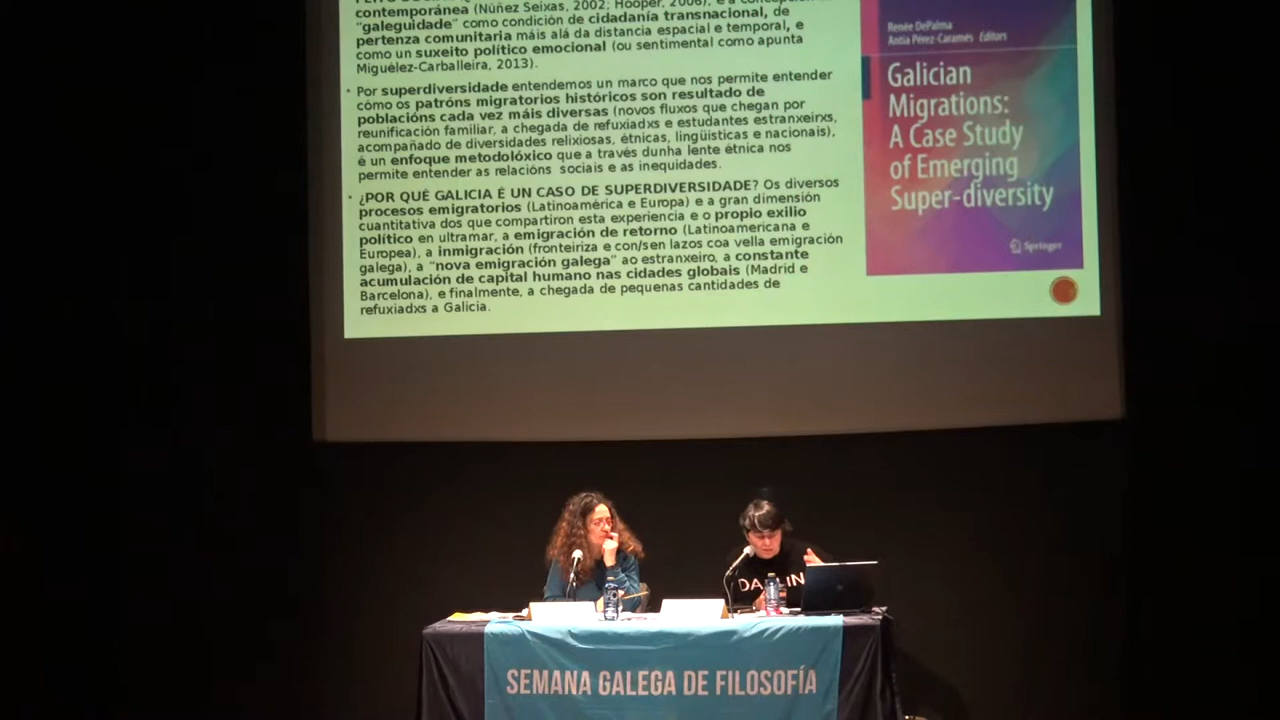 contemporánea (Núñez Seixas, 2002; Hooper, 2006), e a
"galeguidade" como condición de cidadanía transnacional, de
pertenza comunitaria máis alá da distancia espacial e temporal, e
como un suxeito político emocional (ou sentimental como apunta
Miguélez-Carballeira, 2013).
• Por superdiversidade entendemos un marco que nos permite entender
cómo os patróns migratorios históricos son resultado de
poblacións cada vez máis diversas (novos fluxos que chegan por
reunificación familiar, a chegada de refuxiadxs e estudantes estranxeirxs,
acompañado de diversidades relixiosas, étnicas, lingüisticas e nacionais),
é un enfoque metodolóxico que a través dunha lente étnica nos
permite entender as relacións sociais e as inequidades.
• ¿POR QUÉ GALICIA É UN CASO DE SUPERDIVERSIDADE? Os diversos
procesos emigratorios (Latinoamérica e Europa) e a gran dimensión
cuantitativa dos que compartiron esta experiencia e o propio exilio
político en ultramar, a emigración de retorno (Latinoamericana e
Europea), a inmigración (fronteiriza e con/sen lazos coa vella emigración
galega), a "nova emigración galega" ao estranxeiro, a constante
acumulación de capital humano nas cidades globais (Madrid e
Barcelona), e finalmente, a chegada de pequenas cantidades de
refuxiadxs a Galicia.
Renée DePalma
Antía Pérez-Caramés Editors
Galician
Migrations:
A Case Study
of Emerging
Super-diversity
Springer
SEMANA GALEGA DE FILOSOFÍA